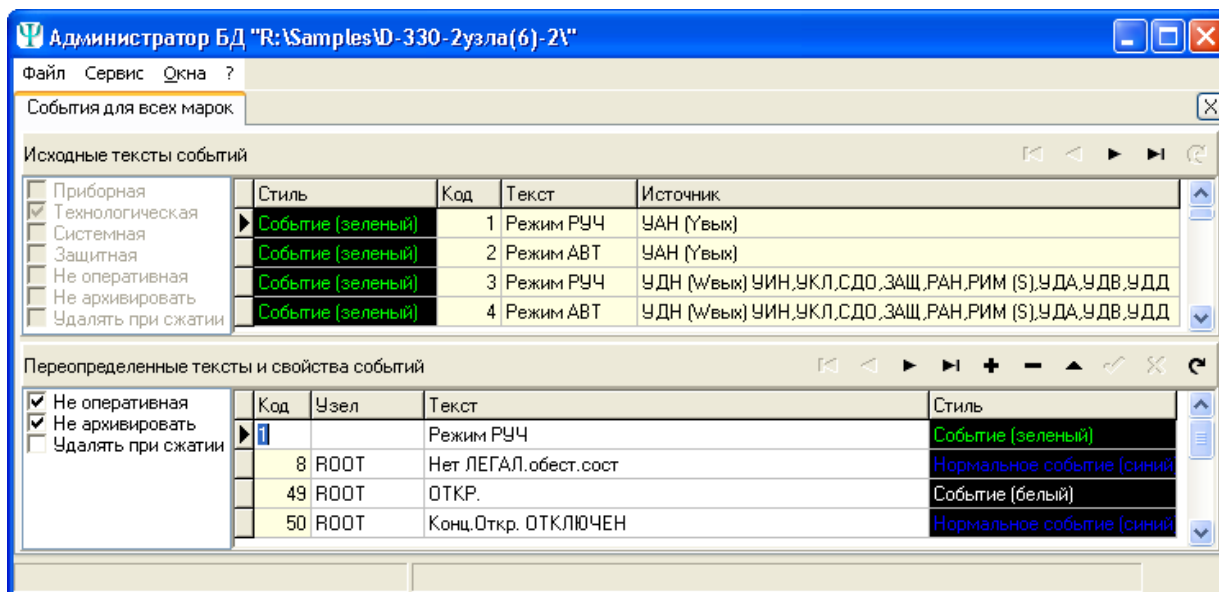 Администратор БД "R:\Samples\D-330-2узла(6)-2\"
Файл Сервис Окна ?
События для всех марок
Исходные тексты событий
Приборная
Технологическая
Системная
Защитная
Не оперативная
Не архивировать
Удалять при сжатии
Стиль Код Текст Источник
Событие (зеленый) 1 Режим РУЧ УАН (Yвых)
Событие (зеленый) 2 Режим АВТ УАН (Yвых)
Событие (зеленый) 3 Режим РУЧ УДН (Wвых) УИН,УКЛ,СДО,ЗАЩ,РАН,РИМ (S),УДА,УДВ,УДД
Событие (зеленый) 4 Режим АВТ УДН (Wвых) УИН,УКЛ,СДО,ЗАЩ,РАН,РИМ (S),УДА,УДВ,УДД
Переопределенные тексты и свойства событий
Не оперативная
Не архивировать
Удалять при сжатии
Код Узел Текст Стиль
1 Режим РУЧ Событие (зеленый)
8 ROOT Нет ЛЕГАЛ.обест.сост Нормальное событие (синий
49 ROOT ОТКР. Событие (белый)
50 ROOT Конц.Откр. ОТКЛЮЧЕН Нормальное событие (синий